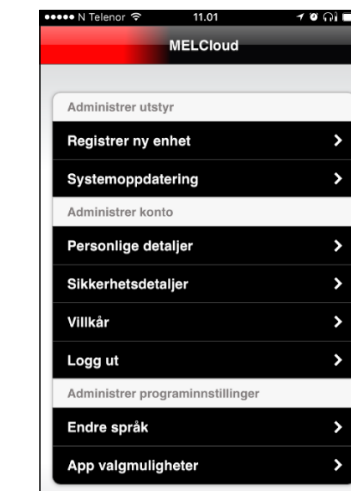 N Telenor 11.01
MELCloud
Administrer utstyr
Registrer ny enhet
Systemoppdatering
Administrer konto
Personlige detaljer
Sikkerhetsdetaljer
Villkår
Logg ut
Administrer programinnstillinger
Endre språk
App valgmuligheter